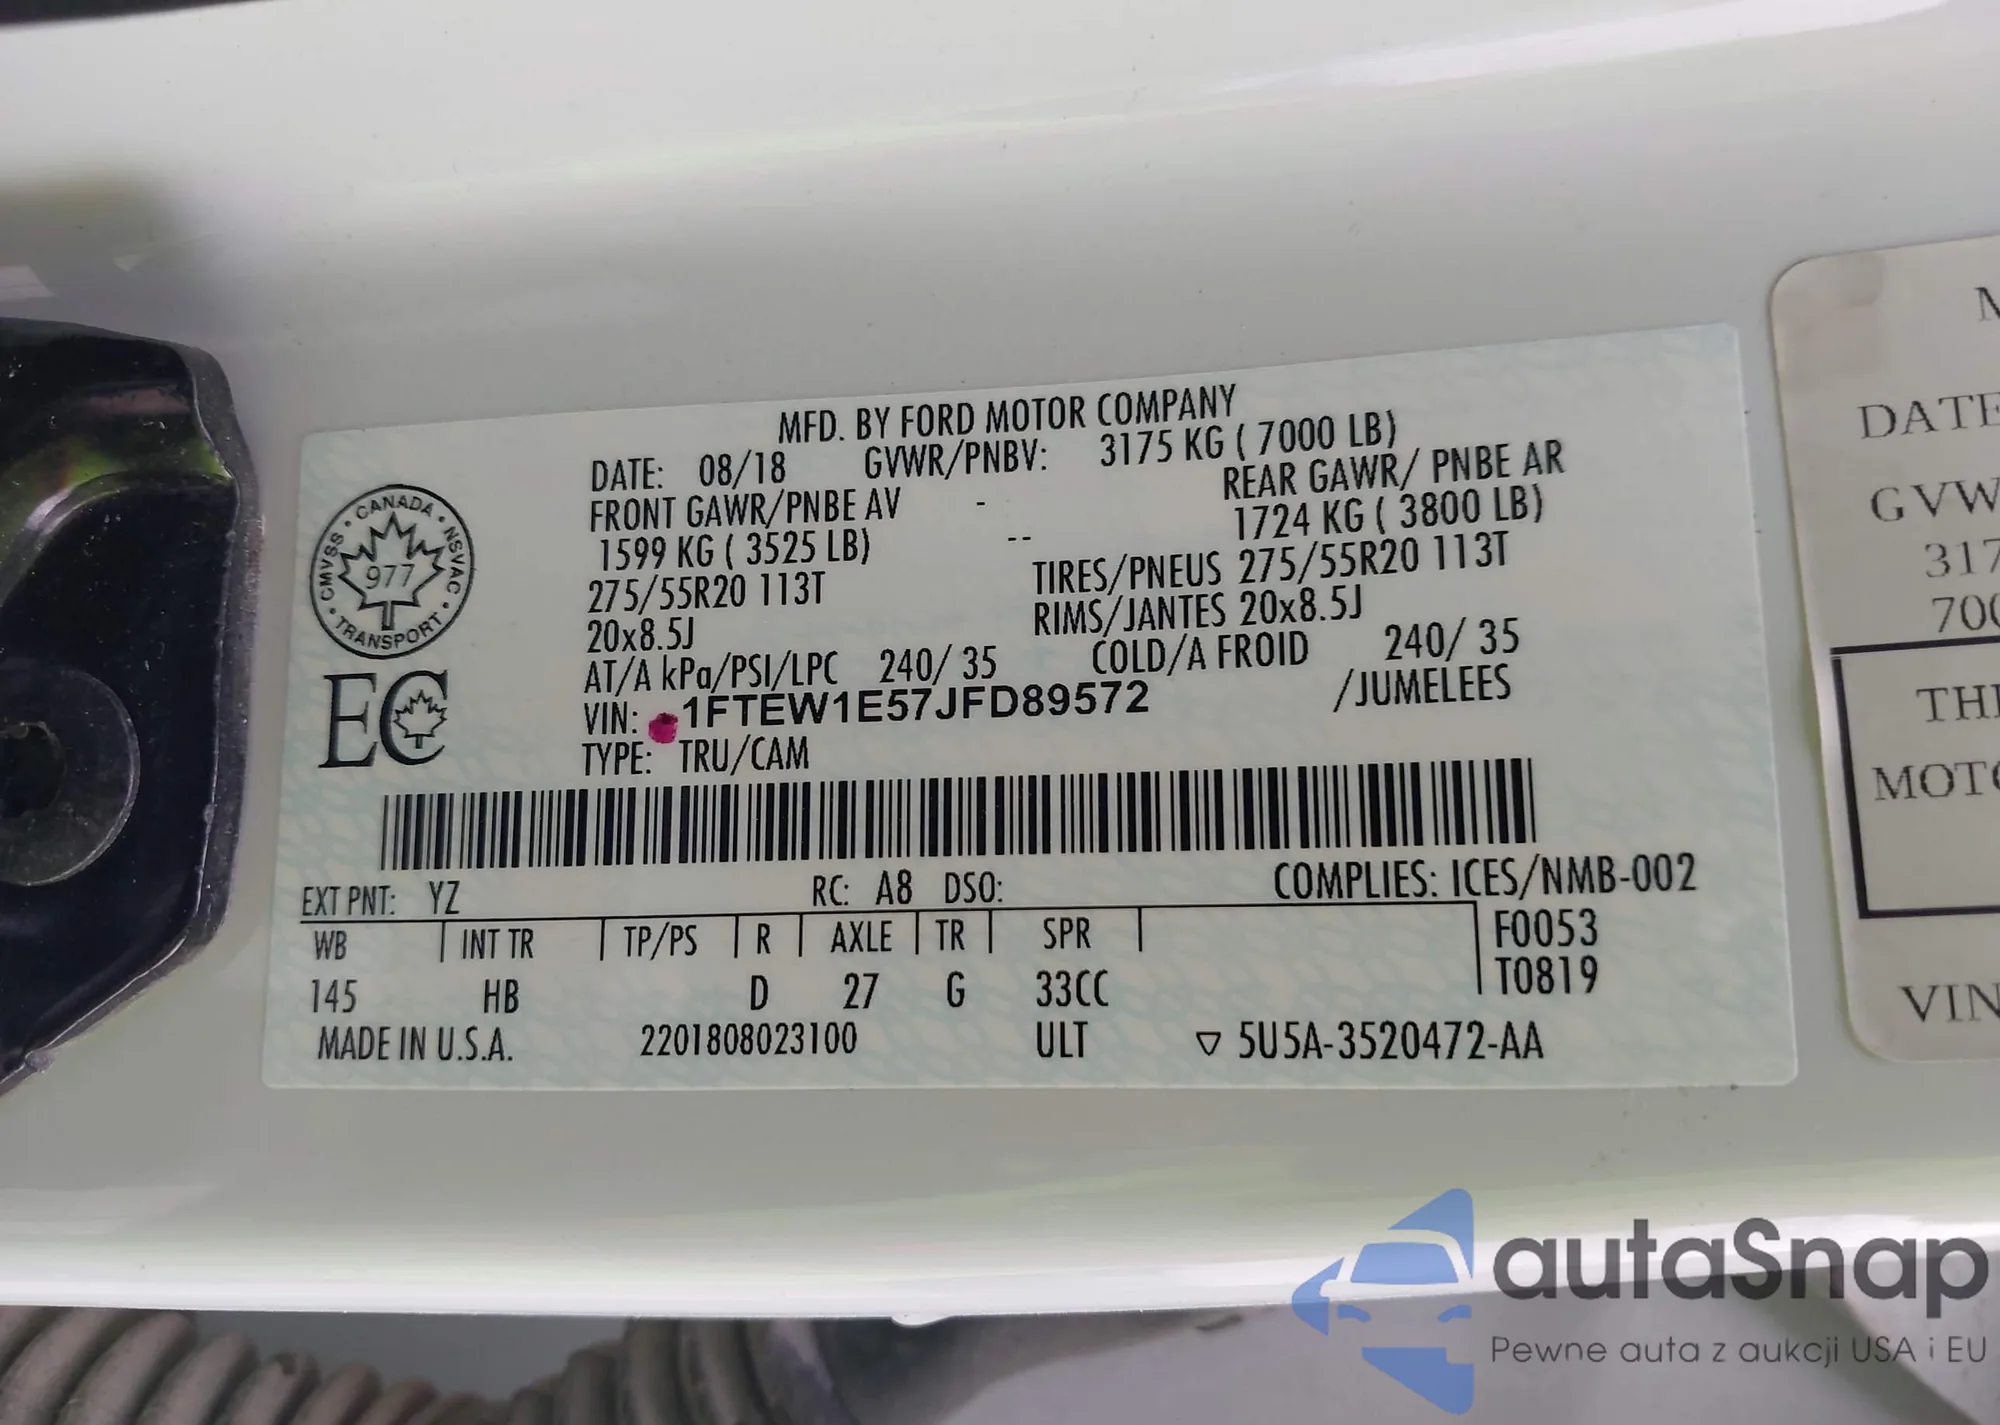 MFD. BY FORD MOTOR COMPANY
DATE: 08/18 GVWR/PNBV: 3175 KG ( 7000 LB)
FRONT GAWR/PNBE AV - REAR GAWR/ PNBE AR
1599 KG ( 3525 LB) -- 1724 KG ( 3800 LB)
275/55R20 113T TIRES/PNEUS 275/55R20 113T
20x8.5J RIMS/JANTES 20x8.5J
AT/A kPa/PSI/LPC 240/ 35 COLD/A FROID 240/ 35
VIN: 1FTEW1E57JFD89572 /JUMELEES
TYPE: TRU/CAM
CANADA
CMVSS
NSVAC
977
TRANSPORT
EC
EXT PNT: YZ RC: A8 DSO: COMPLIES: ICES/NMB-002
WB INT TR TP/PS R AXLE TR SPR F0053
T0819
145 HB D 27 G 33CC
MADE IN U.S.A. 2201808023100 ULT ▽ 5U5A-3520472-AA
M
DATE
GVW
317
700
TH
MOTO
VIN
autaSnap
Pewne auta z aukcji USA i EU